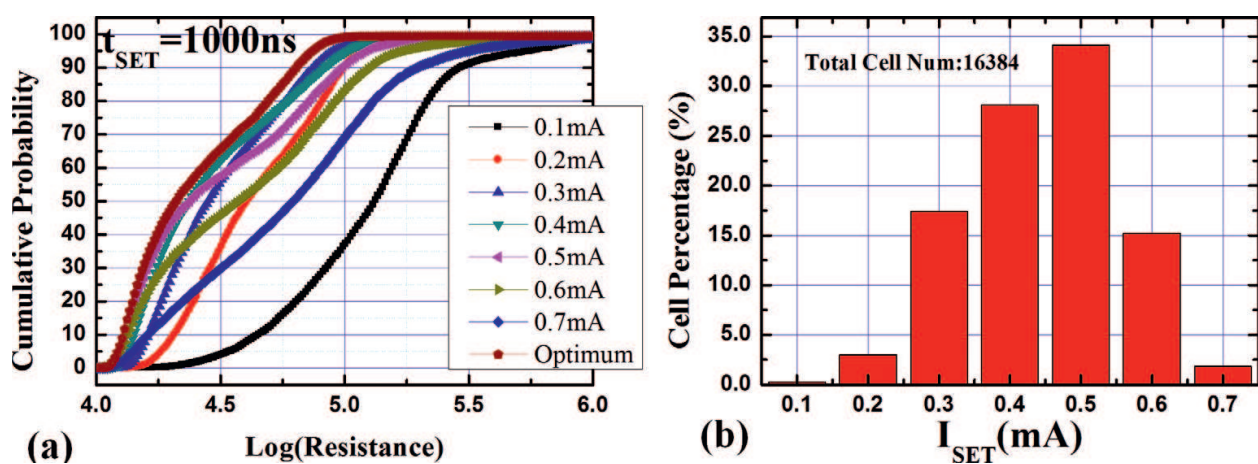 t_SET=1000ns
Cumulative Probability
100
90
80
70
60
50
40
30
20
10
0
4.0 4.5 5.0 5.5 6.0
Log(Resistance)
0.1mA
0.2mA
0.3mA
0.4mA
0.5mA
0.6mA
0.7mA
Optimum
(a)
Total Cell Num:16384
Cell Percentage (%)
35.0
30.0
25.0
20.0
15.0
10.0
5.0
0.0
0.1 0.2 0.3 0.4 0.5 0.6 0.7
I_SET(mA)
(b)